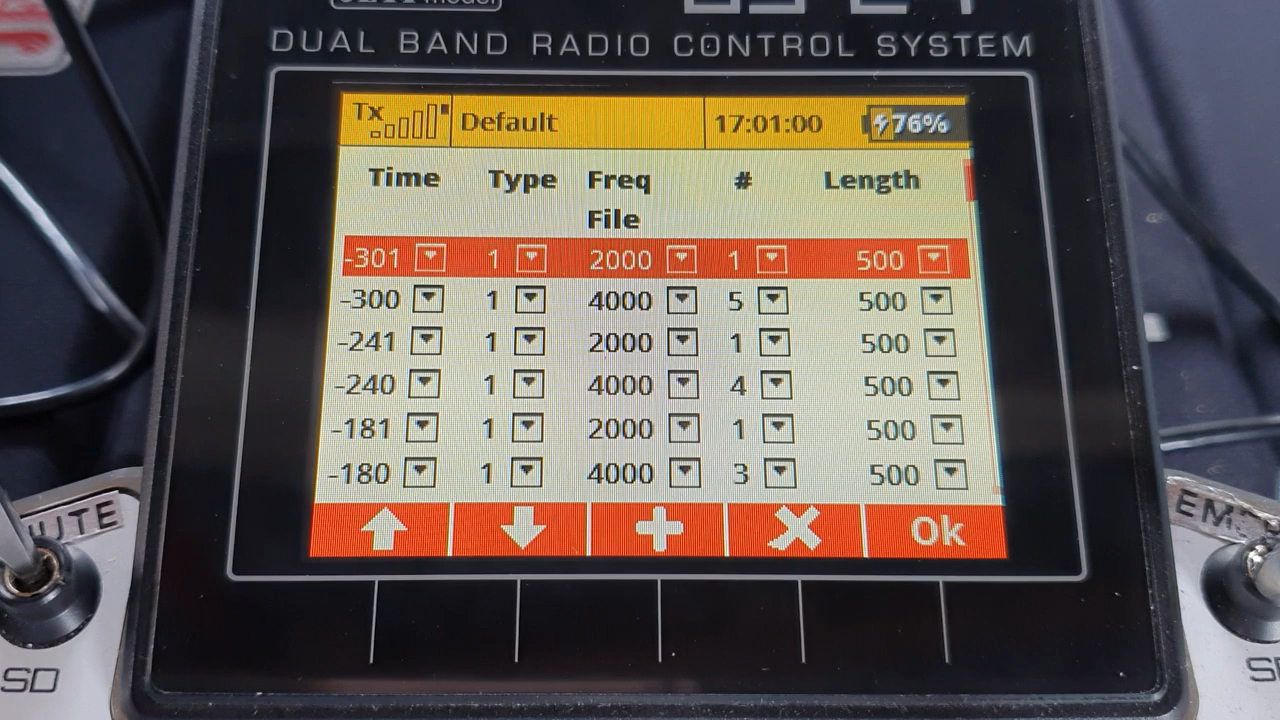 model
DUAL BAND RADIO CONTROL SYSTEM
Tx Default 17:01:00 76%
Time Type Freq # Length
File
-301 1 2000 1 500
-300 1 4000 5 500
-241 1 2000 1 500
-240 1 4000 4 500
-181 1 2000 1 500
-180 1 4000 3 500
Ok
SD